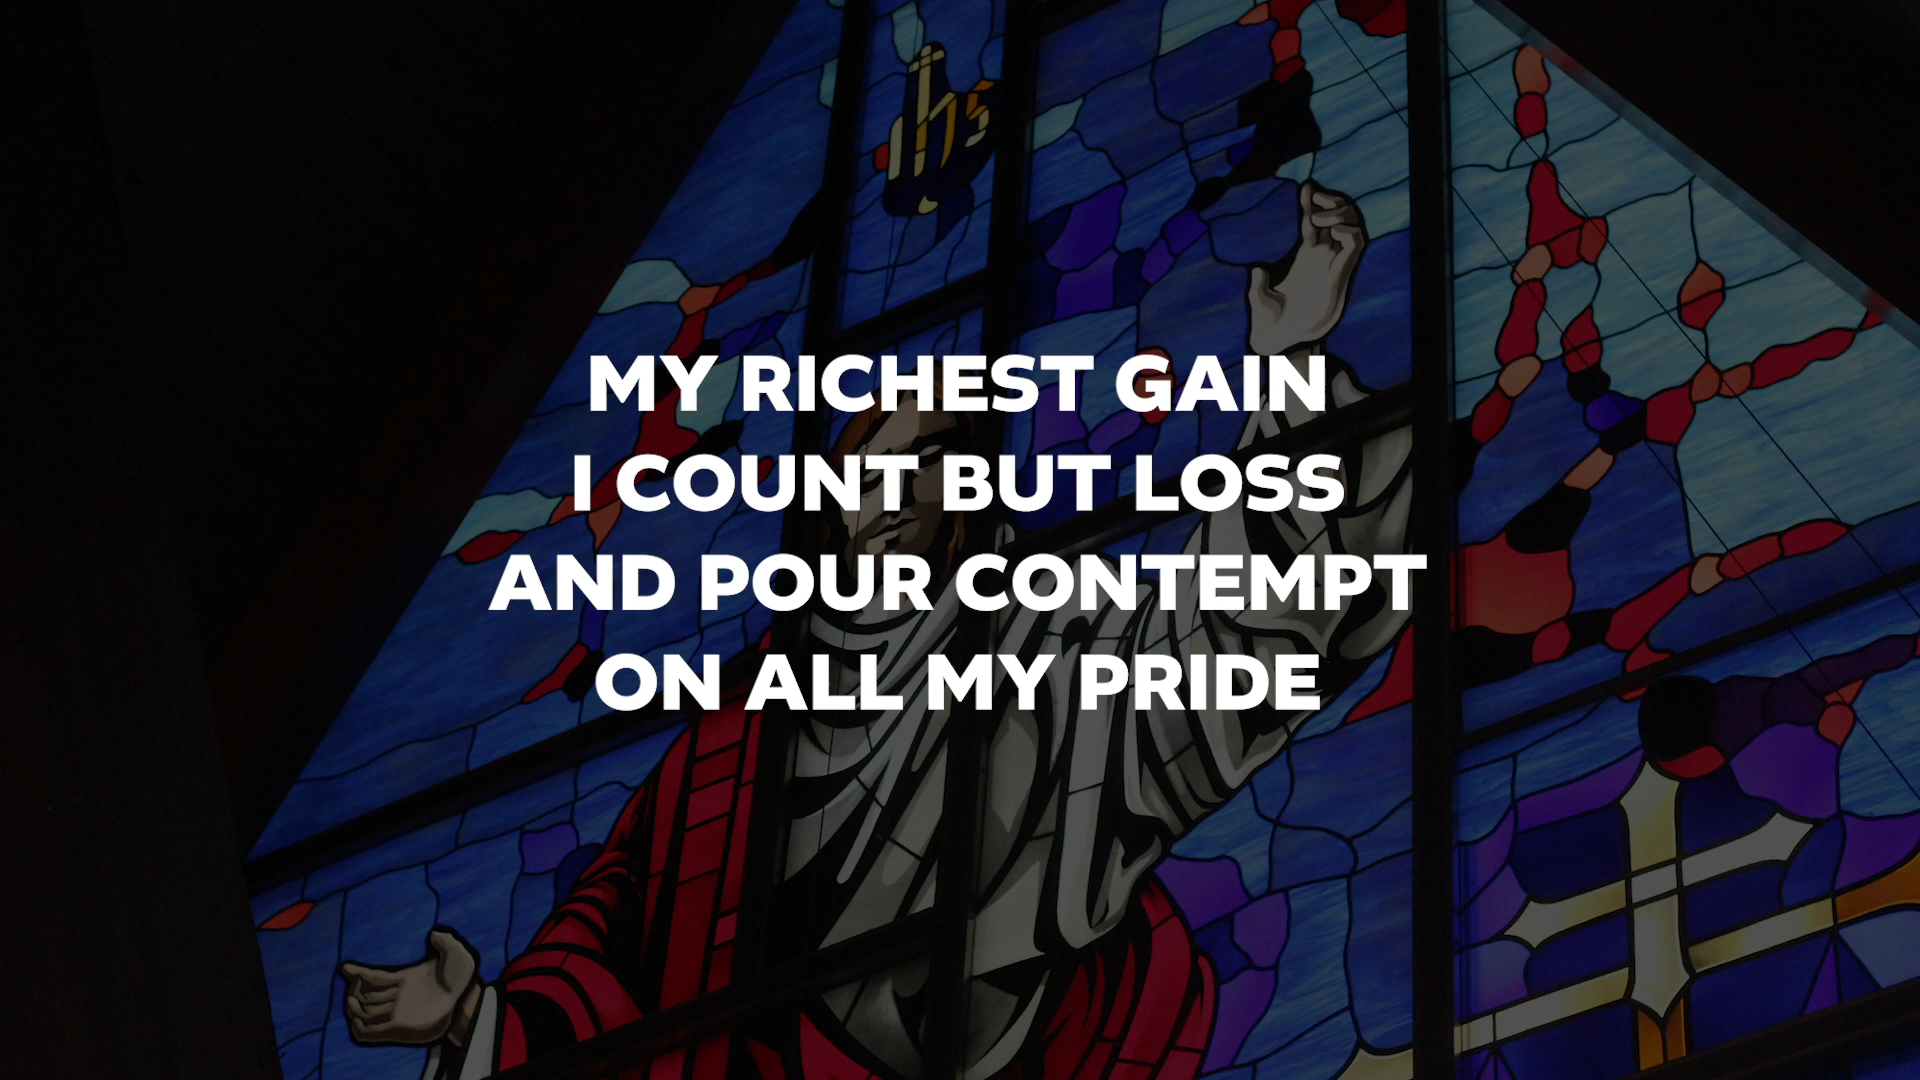 ihs
MY RICHEST GAIN
I COUNT BUT LOSS
AND POUR CONTEMPT
ON ALL MY PRIDE